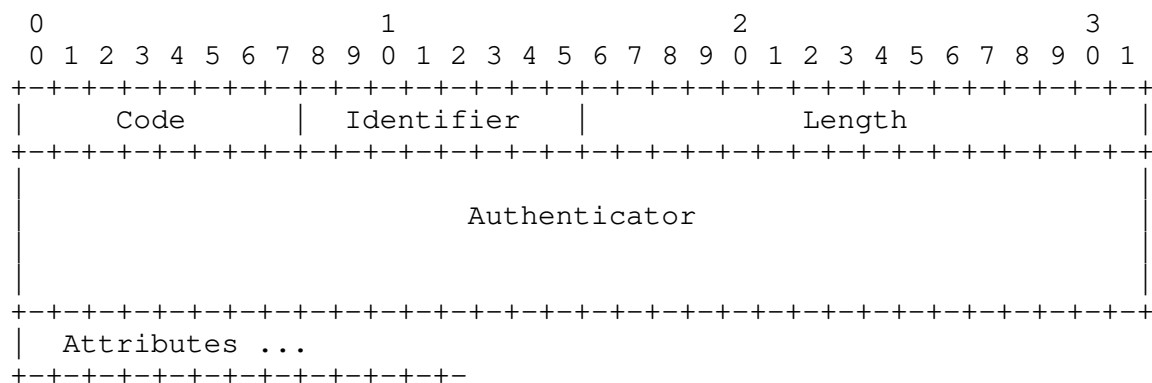 0                   1                   2                   3
 0 1 2 3 4 5 6 7 8 9 0 1 2 3 4 5 6 7 8 9 0 1 2 3 4 5 6 7 8 9 0 1
+-+-+-+-+-+-+-+-+-+-+-+-+-+-+-+-+-+-+-+-+-+-+-+-+-+-+-+-+-+-+-+-+
|     Code      |  Identifier   |            Length             |
+-+-+-+-+-+-+-+-+-+-+-+-+-+-+-+-+-+-+-+-+-+-+-+-+-+-+-+-+-+-+-+-+
|                                                               |
|                         Authenticator                         |
|                                                               |
|                                                               |
+-+-+-+-+-+-+-+-+-+-+-+-+-+-+-+-+-+-+-+-+-+-+-+-+-+-+-+-+-+-+-+-+
|  Attributes ...
+-+-+-+-+-+-+-+-+-+-+-+-+-